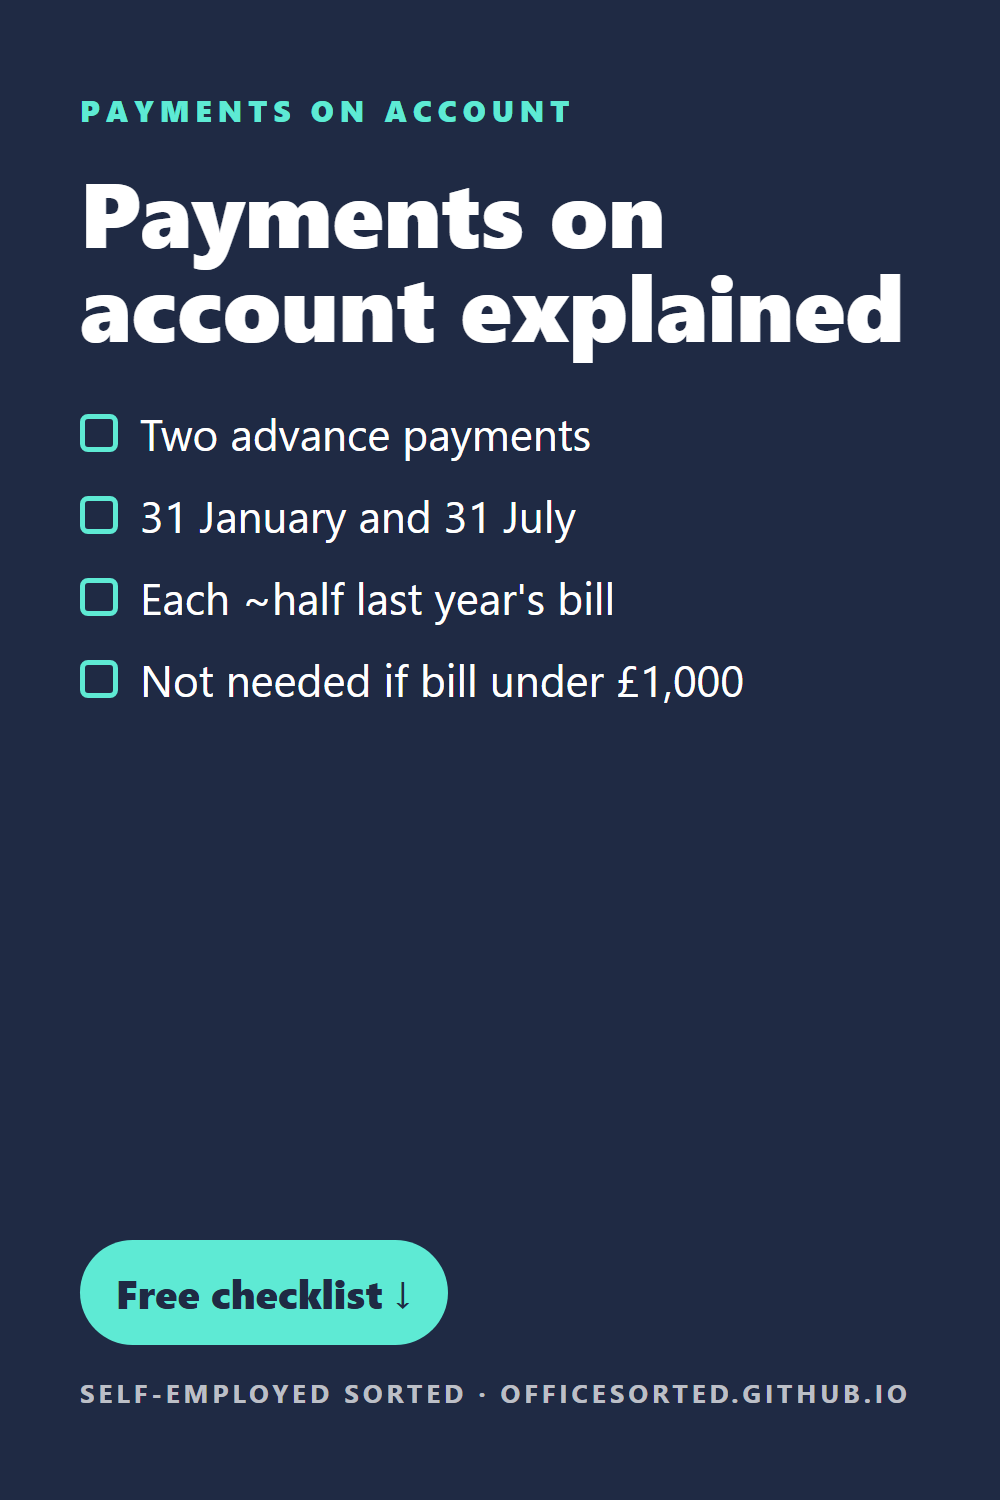 PAYMENTS ON ACCOUNT
Payments on
account explained
Two advance payments
31 January and 31 July
Each ~half last year's bill
Not needed if bill under £1,000
Free checklist ↓
SELF-EMPLOYED SORTED · OFFICESORTED.GITHUB.IO